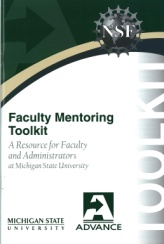 NSF
Faculty Mentoring
Toolkit
A Resource for Faculty
and Administrators
at Michigan State University
TOOLKIT
MICHIGAN STATE
UNIVERSITY
A
ADVANCE